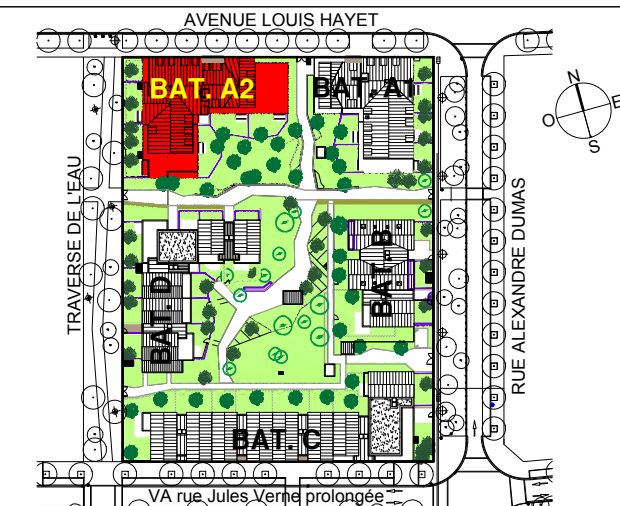 AVENUE LOUIS HAYET
BAT. A2
BAT. A1
N
O
E
S
TRAVERSE DE L'EAU
RUE ALEXANDRE DUMAS
BAT.B
BAT.D
BAT. C
VA rue Jules Verne prolongée